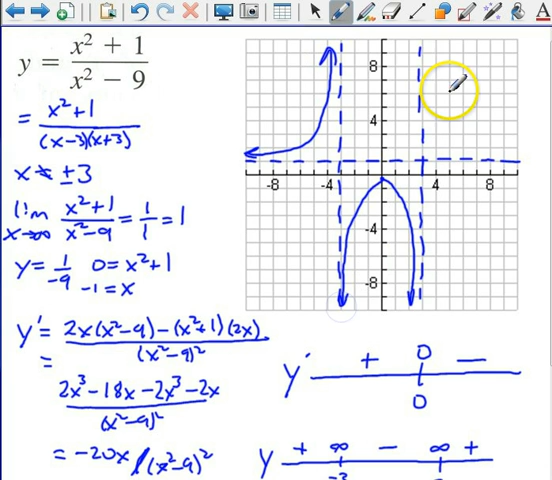 y = x² + 1 / x² − 9
= x²+1 / (x−3)(x+3)
x ≠ ±3
lim x→∞ x²+1 / x²−9 = 1/1 = 1
y = 1/−9 0 = x²+1
−1 = x
y' = 2x(x²−9) − (x²+1)(2x) / (x²−9)²
=
2x³ − 18x − 2x³ − 2x / (x²−9)²
= −20x / (x²−9)²
8
4
-4 4 8
-4
-8
y' + 0 −
0
y + ∞ − ∞ +
−3